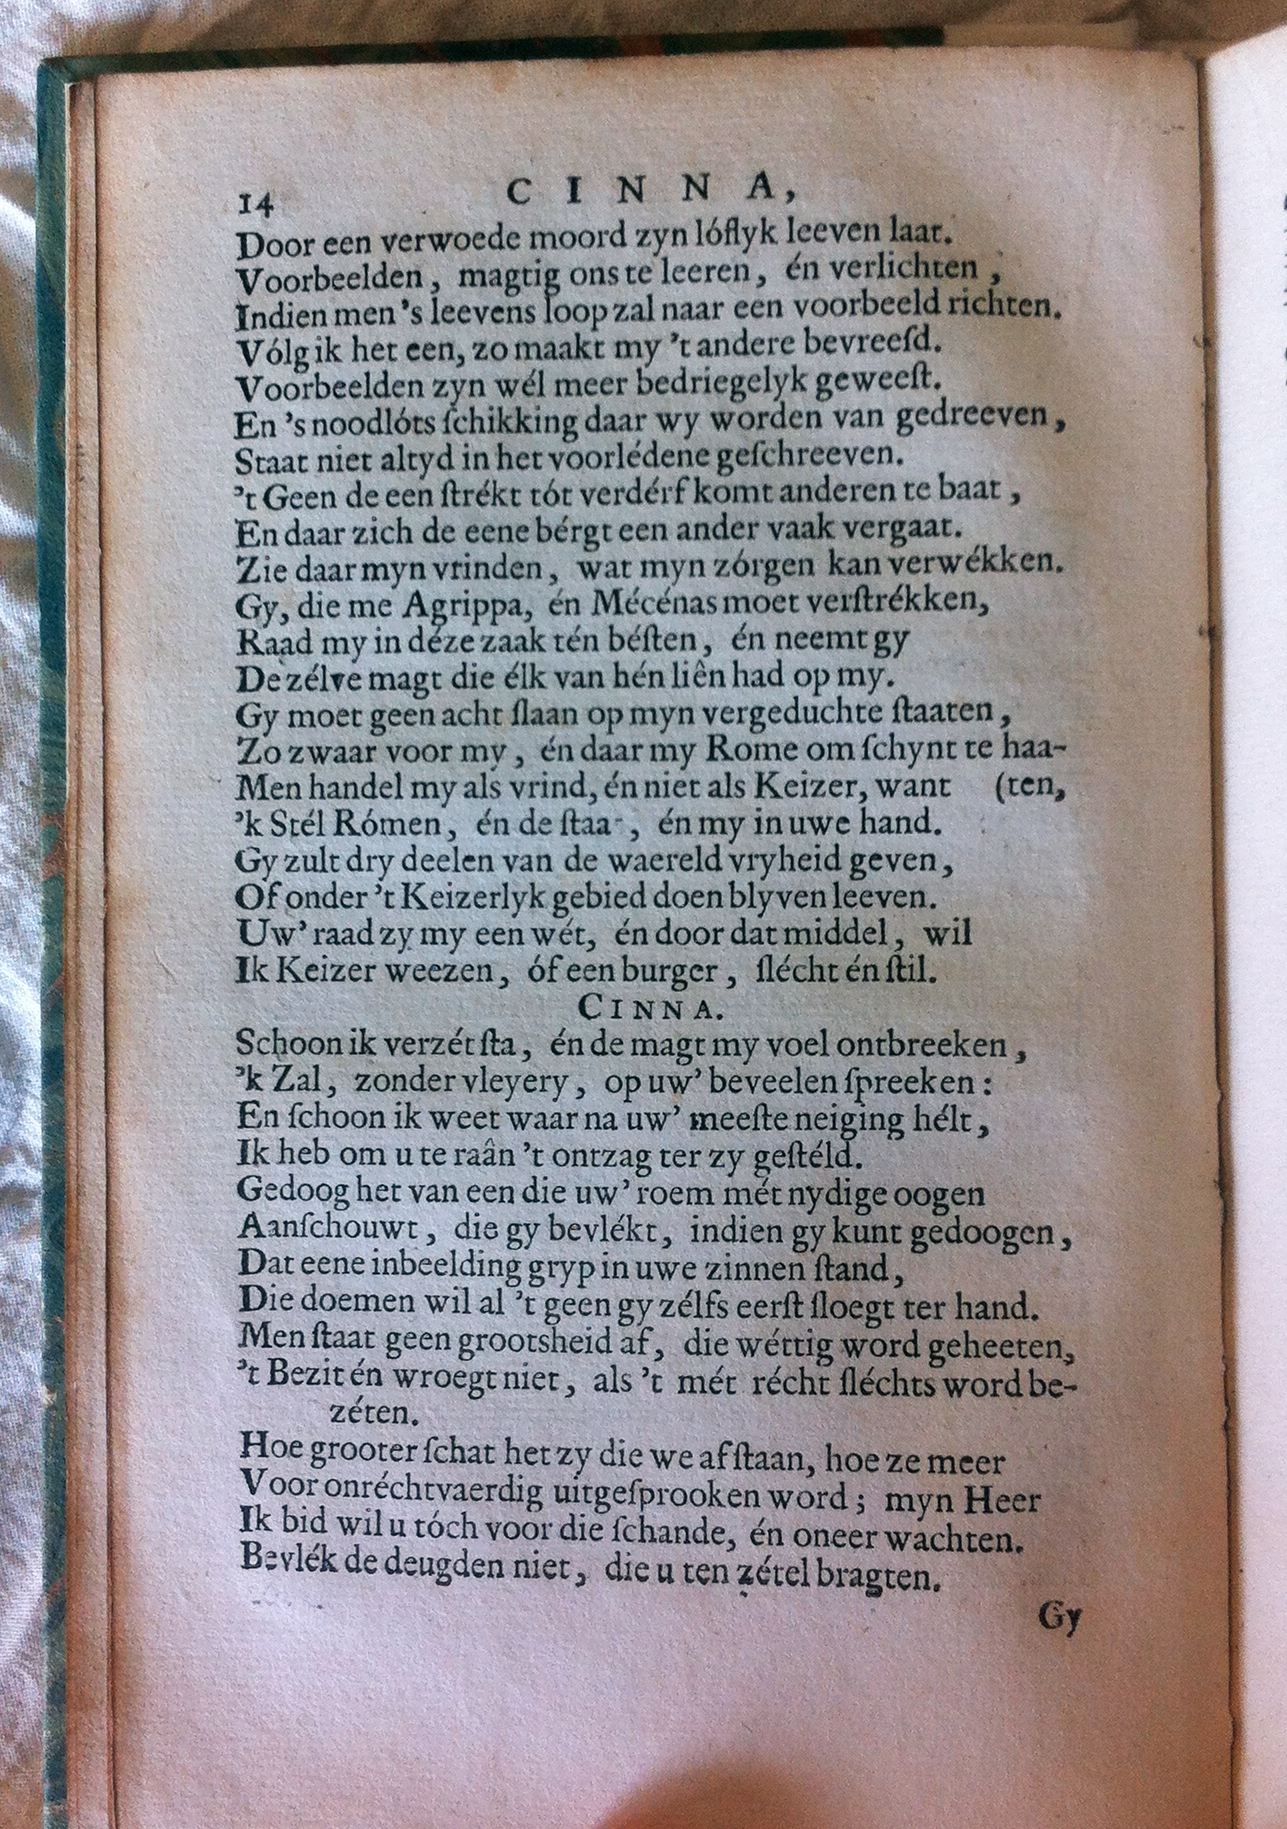 14 CINNA,
Door een verwoede moord zyn lóflyk leeven laat.
Voorbeelden, magtig ons te leeren, én verlichten,
Indien men 's leevens loop zal naar een voorbeeld richten.
Vólg ik het een, zo maakt my 't andere bevreeſd.
Voorbeelden zyn wél meer bedriegelyk geweeſt.
En 's noodlóts ſchikking daar wy worden van gedreeven,
Staat niet altyd in het voorlédene geſchreeven.
't Geen de een ſtrékt tót verdérf komt anderen te baat,
En daar zich de eene bérgt een ander vaak vergaat.
Zie daar myn vrinden, wat myn zórgen kan verwékken.
Gy, die me Agrippa, én Mécénas moet verſtrékken,
Raad my in déze zaak tén béſten, én neemt gy
De zélve magt die élk van hén liên had op my.
Gy moet geen acht ſlaan op myn vergeduchte ſtaaten,
Zo zwaar voor my, én daar my Rome om ſchynt te haa-
Men handel my als vrind, én niet als Keizer, want (ten,
'k Stél Rómen, én de ſtaa-, én my in uwe hand.
Gy zult dry deelen van de waereld vryheid geven,
Of onder 't Keizerlyk gebied doen blyven leeven.
Uw' raad zy my een wét, én door dat middel, wil
Ik Keizer weezen, óf een burger, ſlécht én ſtil.
CINNA.
Schoon ik verzét ſta, én de magt my voel ontbreeken,
'k Zal, zonder vleyery, op uw' beveelen ſpreeken:
En ſchoon ik weet waar na uw' meeſte neiging hélt,
Ik heb om u te raân 't ontzag ter zy geſtéld.
Gedoog het van een die uw' roem mét nydige oogen
Aanſchouwt, die gy bevlékt, indien gy kunt gedoogen,
Dat eene inbeelding gryp in uwe zinnen ſtand,
Die doemen wil al 't geen gy zélfs eerſt ſloegt ter hand.
Men ſtaat geen grootsheid af, die wéttig word geheeten,
't Bezit én wroegt niet, als 't mét récht ſléchts word be-
zéten.
Hoe grooter ſchat het zy die we afſtaan, hoe ze meer
Voor onréchtvaerdig uitgeſprooken word; myn Heer
Ik bid wil u tóch voor die ſchande, én oneer wachten.
Bevlék de deugden niet, die u ten zétel bragten.
Gy